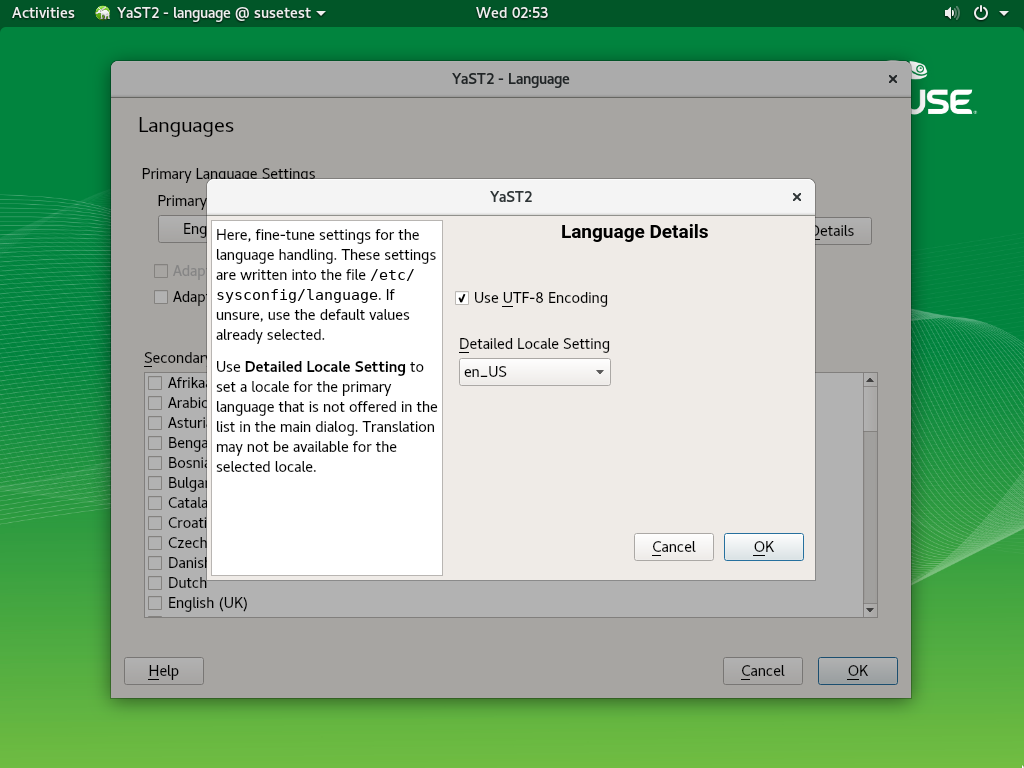 Activities YaST2 - language @ susetest Wed 02:53
YaST2 - Language
USE
Languages
Primary Language Settings
Primary
Eng
Details
Adap
Adapt
YaST2
Here, fine-tune settings for the
language handling. These settings
are written into the file /etc/
sysconfig/language. If
unsure, use the default values
already selected.
Use Detailed Locale Setting to
set a locale for the primary
language that is not offered in the
list in the main dialog. Translation
may not be available for the
selected locale.
Language Details
Use UTF-8 Encoding
Detailed Locale Setting
en_US
Cancel OK
Secondary
Afrikaa
Arabic
Asturia
Benga
Bosnia
Bulgar
Catala
Croati
Czech
Danish
Dutch
English (UK)
Help Cancel OK